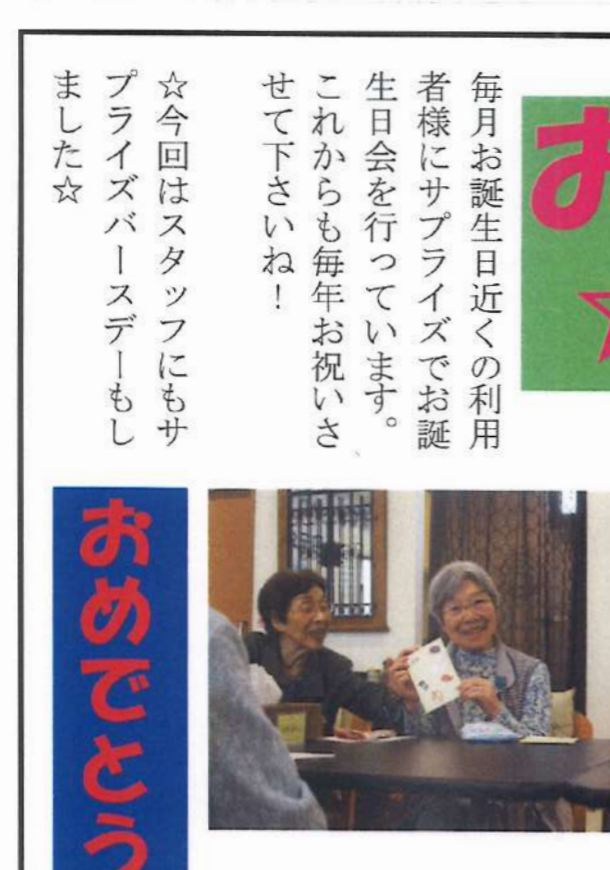 お
☆
毎月お誕生日近くの利用
者様にサプライズでお誕
生日会を行っています。
これからも毎年お祝いさ
せて下さいね！
☆今回はスタッフにもサ
プライズバースデーもし
ました☆
おめでとう